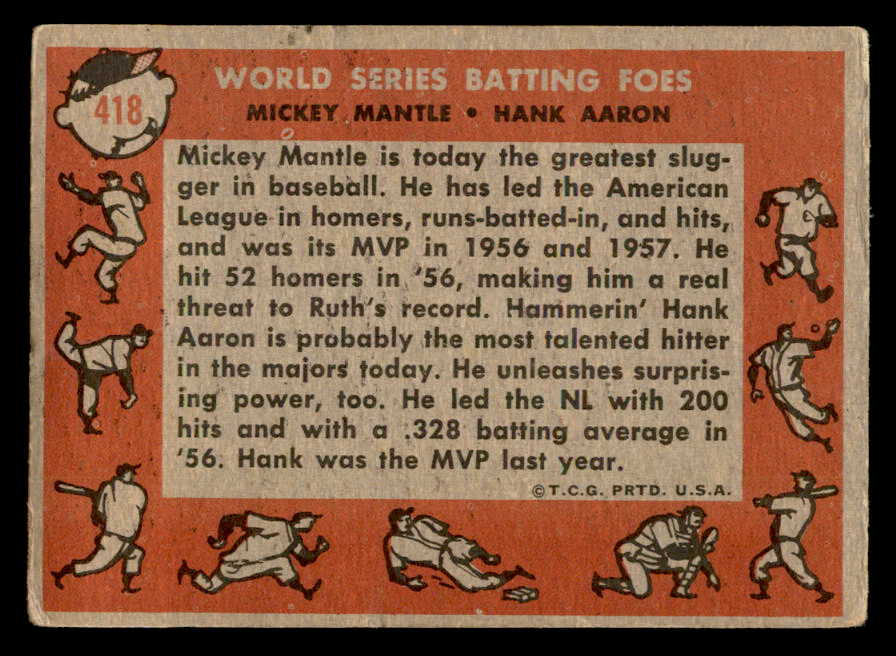 418
WORLD SERIES BATTING FOES
MICKEY MANTLE • HANK AARON
Mickey Mantle is today the greatest slug-
ger in baseball. He has led the American
League in homers, runs-batted-in, and hits,
and was its MVP in 1956 and 1957. He
hit 52 homers in '56, making him a real
threat to Ruth's record. Hammerin' Hank
Aaron is probably the most talented hitter
in the majors today. He unleashes surpris-
ing power, too. He led the NL with 200
hits and with a .328 batting average in
'56. Hank was the MVP last year.
©T.C.G. PRTD. U.S.A.